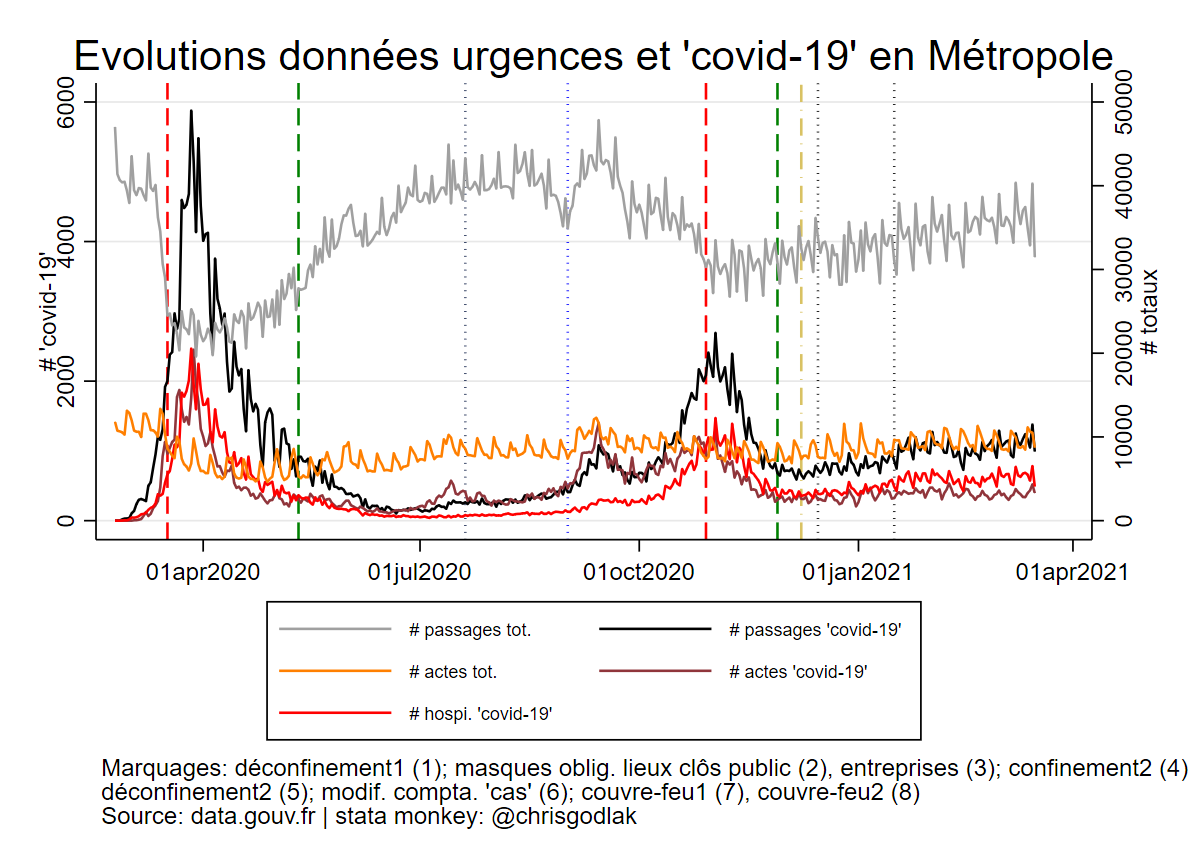 Evolutions données urgences et 'covid-19' en Métropole
# 'covid-19'
6000
4000
2000
0
# totaux
50000
40000
30000
20000
10000
0
01apr2020 01jul2020 01oct2020 01jan2021 01apr2021
# passages tot. # passages 'covid-19'
# actes tot. # actes 'covid-19'
# hospi. 'covid-19'
Marquages: déconfinement1 (1); masques oblig. lieux clôs public (2), entreprises (3); confinement2 (4)
déconfinement2 (5); modif. compta. 'cas' (6); couvre-feu1 (7), couvre-feu2 (8)
Source: data.gouv.fr | stata monkey: @chrisgodlak